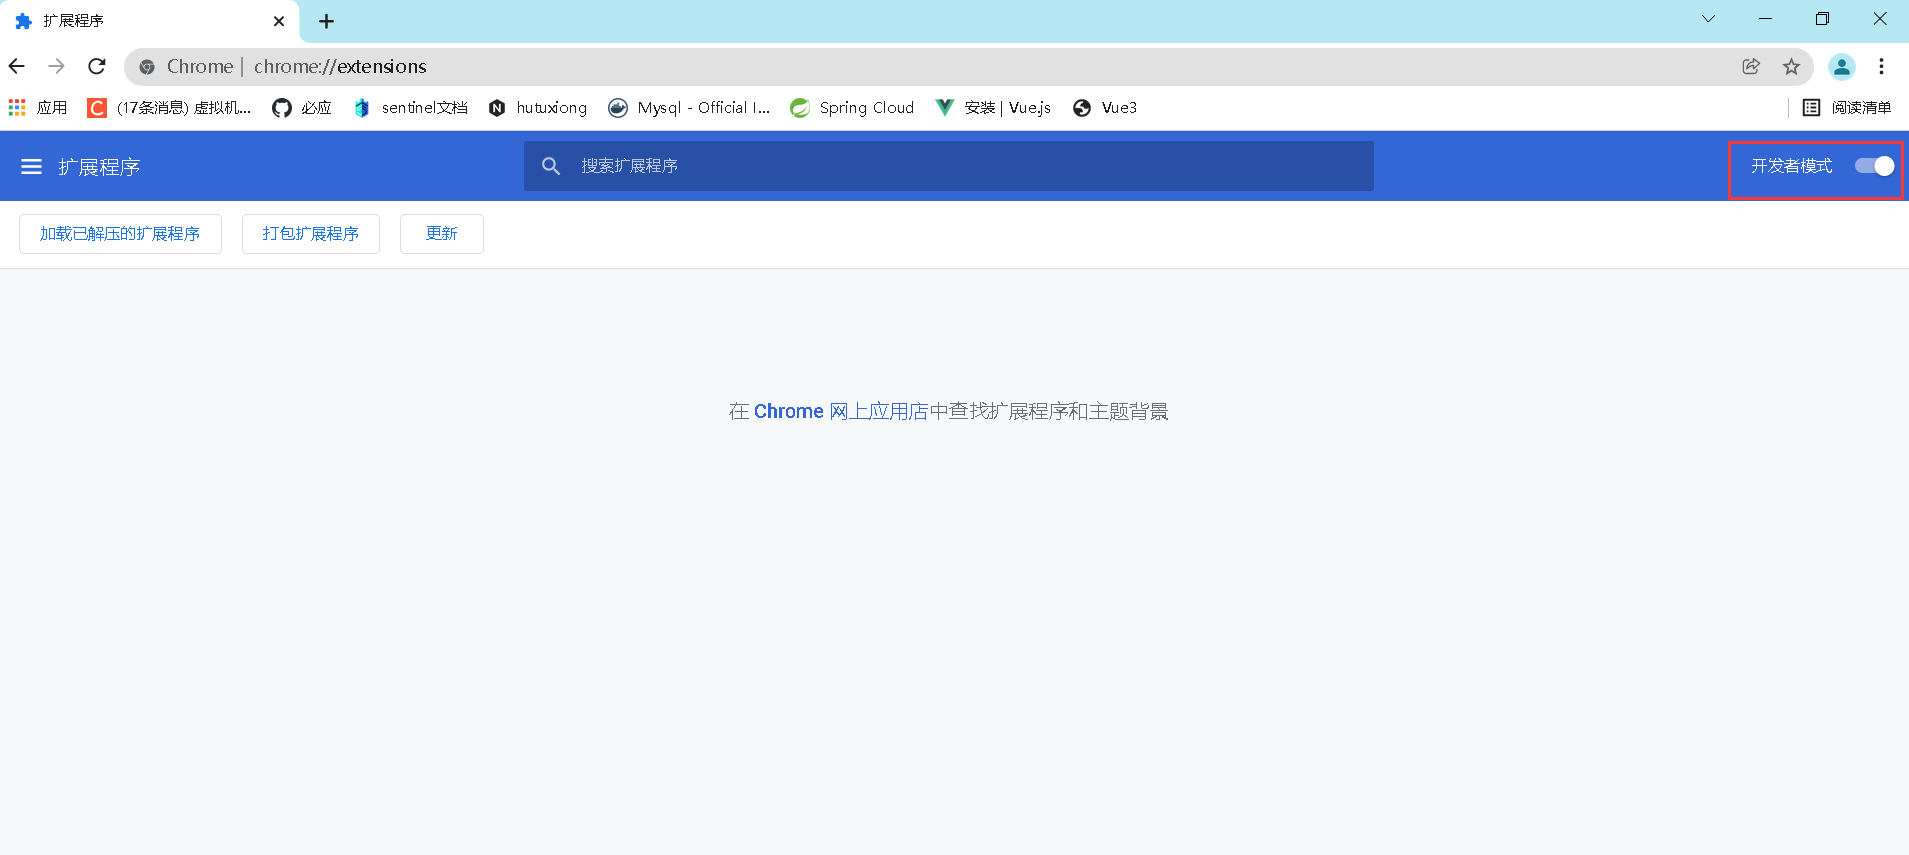 扩展程序
Chrome | chrome://extensions
应用 (17条消息) 虚拟机... 必应 sentinel文档 hutuxiong Mysql - Official I... Spring Cloud 安装 | Vue.js Vue3 阅读清单
扩展程序 搜索扩展程序 开发者模式
加载已解压的扩展程序 打包扩展程序 更新
在 Chrome 网上应用店中查找扩展程序和主题背景